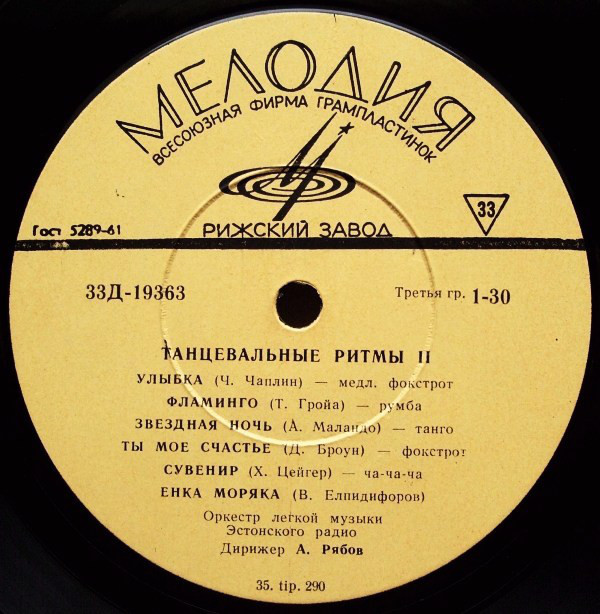 МЕЛОДИЯ
ВСЕСОЮЗНАЯ ФИРМА ГРАМПЛАСТИНОК
33
Гост 5289-61
РИЖСКИЙ ЗАВОД
33Д-19363
Третья гр. 1-30
ТАНЦЕВАЛЬНЫЕ РИТМЫ II
УЛЫБКА (Ч. Чаплин) — медл. фокстрот
ФЛАМИНГО (Т. Гройа) — румба
ЗВЕЗДНАЯ НОЧЬ (А. Маландо) — танго
ТЫ МОЕ СЧАСТЬЕ (Д. Броун) — фокстрот
СУВЕНИР (Х. Цейгер) — ча-ча-ча
ЕНКА МОРЯКА (В. Елпидифоров)
Оркестр легкой музыки
Эстонского радио
Дирижер А. Рябов
35. tip. 290